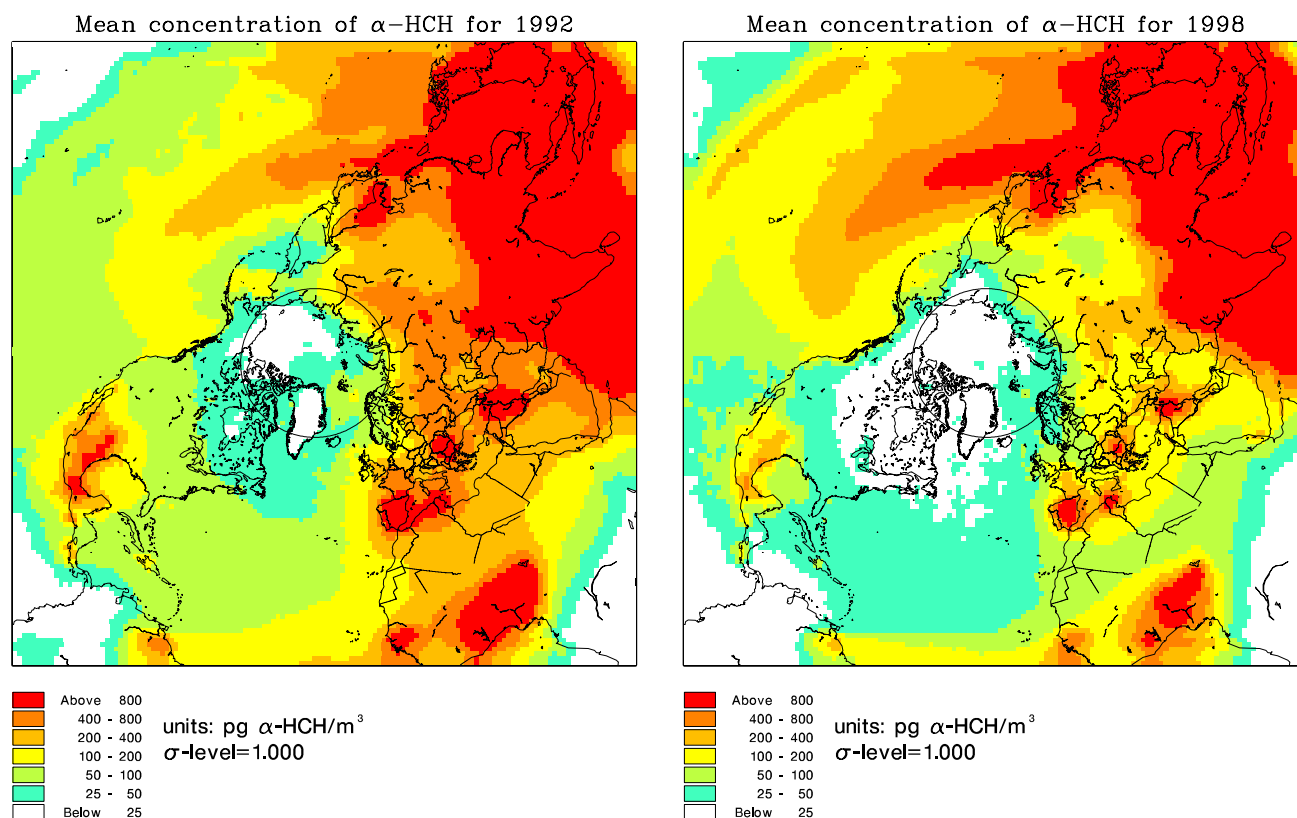 Mean concentration of α-HCH for 1992
Mean concentration of α-HCH for 1998
Above 800
400 - 800
200 - 400
100 - 200
50 - 100
25 - 50
Below 25
units: pg α-HCH/m³
σ-level=1.000
Above 800
400 - 800
200 - 400
100 - 200
50 - 100
25 - 50
Below 25
units: pg α-HCH/m³
σ-level=1.000